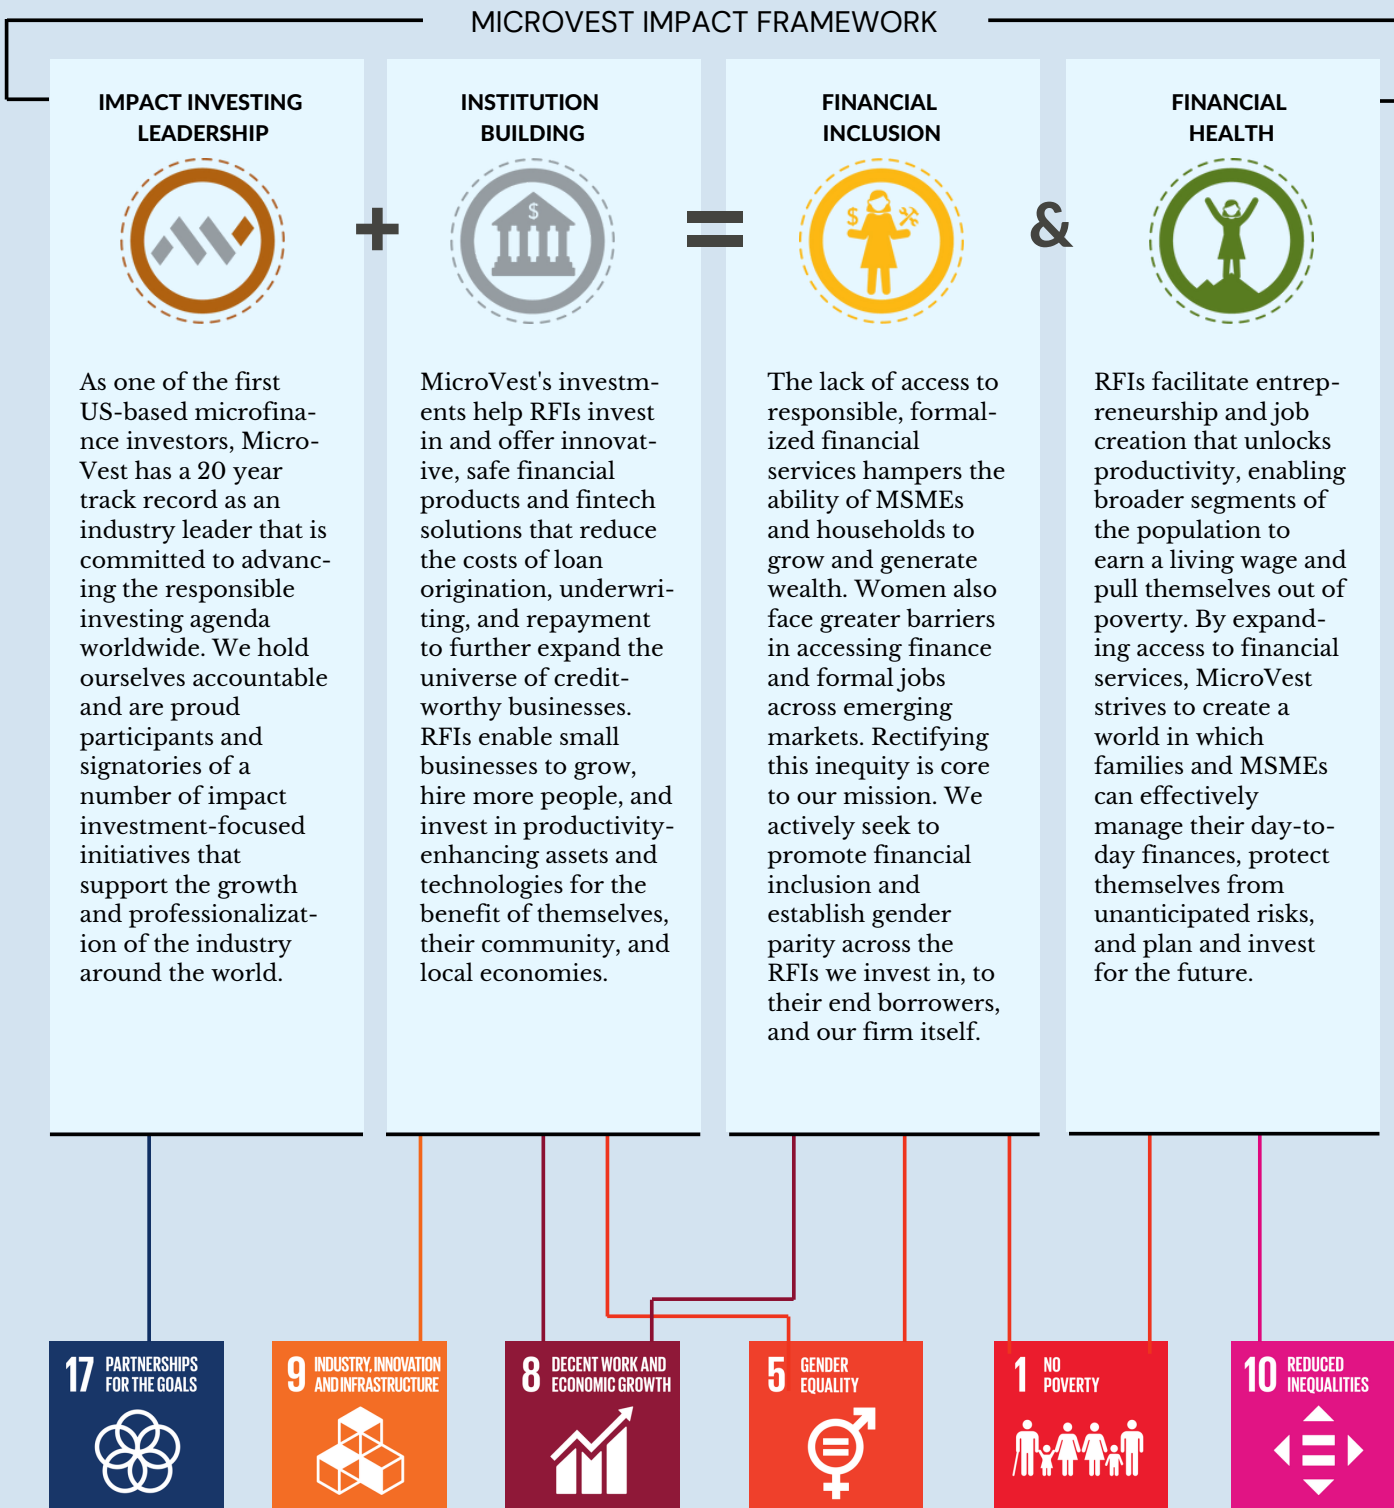 MICROVEST IMPACT FRAMEWORK
IMPACT INVESTING
LEADERSHIP
+
As one of the first
US-based microfina-
nce investors, Micro-
Vest has a 20 year
track record as an
industry leader that is
committed to advanc-
ing the responsible
investing agenda
worldwide. We hold
ourselves accountable
and are proud
participants and
signatories of a
number of impact
investment-focused
initiatives that
support the growth
and professionalizat-
ion of the industry
around the world.
INSTITUTION
BUILDING
$
=
MicroVest's investm-
ents help RFIs invest
in and offer innovat-
ive, safe financial
products and fintech
solutions that reduce
the costs of loan
origination, underwri-
ting, and repayment
to further expand the
universe of credit-
worthy businesses.
RFIs enable small
businesses to grow,
hire more people, and
invest in productivity-
enhancing assets and
technologies for the
benefit of themselves,
their community, and
local economies.
FINANCIAL
INCLUSION
$
&
The lack of access to
responsible, formal-
ized financial
services hampers the
ability of MSMEs
and households to
grow and generate
wealth. Women also
face greater barriers
in accessing finance
and formal jobs
across emerging
markets. Rectifying
this inequity is core
to our mission. We
actively seek to
promote financial
inclusion and
establish gender
parity across the
RFIs we invest in, to
their end borrowers,
and our firm itself.
FINANCIAL
HEALTH
RFIs facilitate entrep-
reneurship and job
creation that unlocks
productivity, enabling
broader segments of
the population to
earn a living wage and
pull themselves out of
poverty. By expand-
ing access to financial
services, MicroVest
strives to create a
world in which
families and MSMEs
can effectively
manage their day-to-
day finances, protect
themselves from
unanticipated risks,
and plan and invest
for the future.
17 PARTNERSHIPS
FOR THE GOALS
9 INDUSTRY, INNOVATION
AND INFRASTRUCTURE
8 DECENT WORK AND
ECONOMIC GROWTH
5 GENDER
EQUALITY
1 NO
POVERTY
10 REDUCED
INEQUALITIES